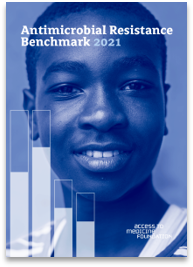 Antimicrobial Resistance
Benchmark 2021
access to
medicine
FOUNDATION